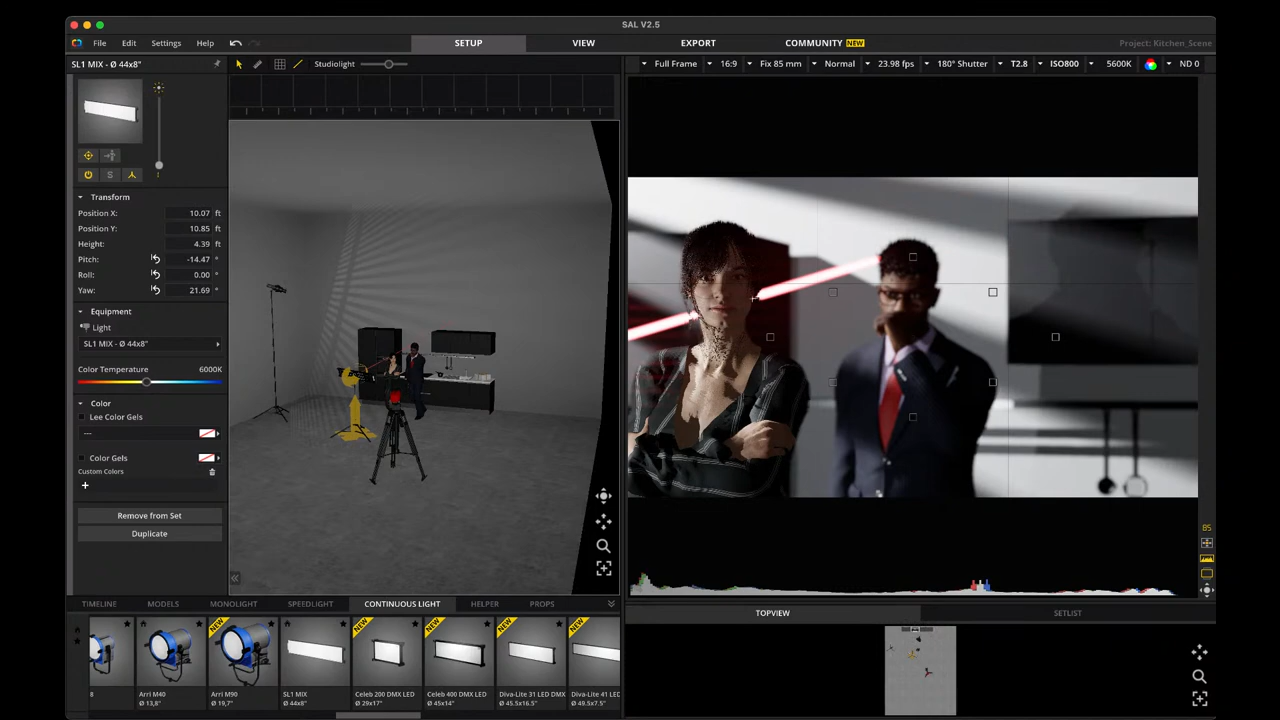 SAL V2.5
File Edit Settings Help
SETUP VIEW EXPORT COMMUNITY NEW
Project: Kitchen_Scene
SL1 MIX - Ø 44x8"
Studiolight
Full Frame 16:9 Fix 85 mm Normal 23.98 fps 180° Shutter T2.8 ISO800 5600K ND 0
S
Transform
Position X: 10.07 ft
Position Y: 10.85 ft
Height: 4.39 ft
Pitch: -14.47 °
Roll: 0.00 °
Yaw: 21.69 °
Equipment
Light
SL1 MIX - Ø 44x8"
Color Temperature 6000K
Color
Lee Color Gels
---
Color Gels
Custom Colors
+
Remove from Set
Duplicate
85
TIMELINE MODELS MONOLIGHT SPEEDLIGHT CONTINUOUS LIGHT HELPER PROPS
TOPVIEW SETLIST
NEW NEW NEW NEW NEW
8
Arri M40
Ø 13,8"
Arri M90
Ø 19,7"
SL1 MIX
Ø 44x8"
Celeb 200 DMX LED
Ø 29x17"
Celeb 400 DMX LED
Ø 45x14"
Diva-Lite 31 LED DMX
Ø 45.5x16.5"
Diva-Lite 41 LED
Ø 49.5x7.5"